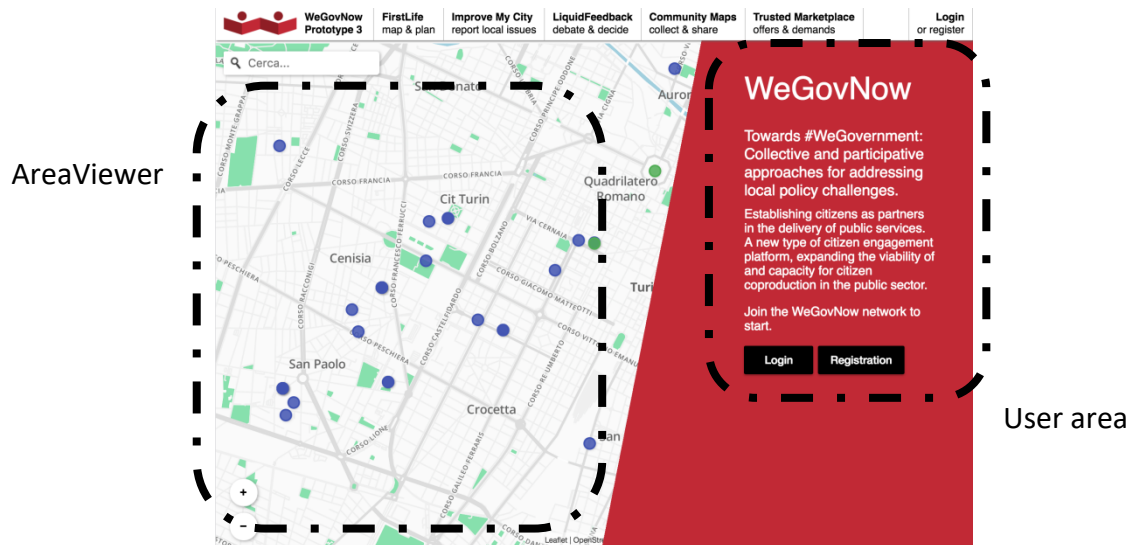 WeGovNow
Prototype 3
FirstLife
map & plan
Improve My City
report local issues
LiquidFeedback
debate & decide
Community Maps
collect & share
Trusted Marketplace
offers & demands
Login
or register
Cerca...
AreaViewer
CORSO MONTE GRAPPA
CORSO LECCE
CORSO SVIZZERA
CORSO PRINCIPE ODDONE
CORSO FRANCIA
CORSO FRANCIA
Quadrilatero
Romano
Cit Turin
VIA CERNAIA
CORSO BOLZANO
CORSO FRANCESCO FERRUCCI
Cenisia
CORSO RACCONIGI
CORSO GIACOMO MATTEOTTI
CORSO CASTELFIDARDO
CORSO PESCHIERA
CORSO RE UMBERTO
San Paolo
Crocetta
CORSO LIONE
CORSO GALILEO FERRARIS
+
−
WeGovNow
Towards #WeGovernment:
Collective and participative
approaches for addressing
local policy challenges.
Establishing citizens as partners
in the delivery of public services.
A new type of citizen engagement
platform, expanding the viability of
and capacity for citizen
coproduction in the public sector.
Join the WeGovNow network to
start.
Login
Registration
User area